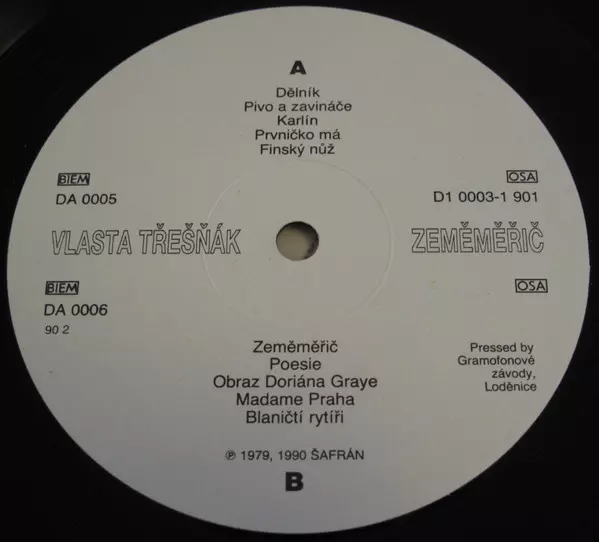 A
Dělník
Pivo a zavináče
Karlín
Prvničko má
Finský nůž
BIEM
DA 0005
OSA
D1 0003-1 901
VLASTA TŘEŠŇÁK
ZEMĚMĚŘIČ
BIEM
DA 0006
90 2
OSA
Zeměměřič
Poesie
Obraz Doriána Graye
Madame Praha
Blaničtí rytíři
Pressed by
Gramofonové
závody,
Loděnice
℗ 1979, 1990 ŠAFRÁN
B